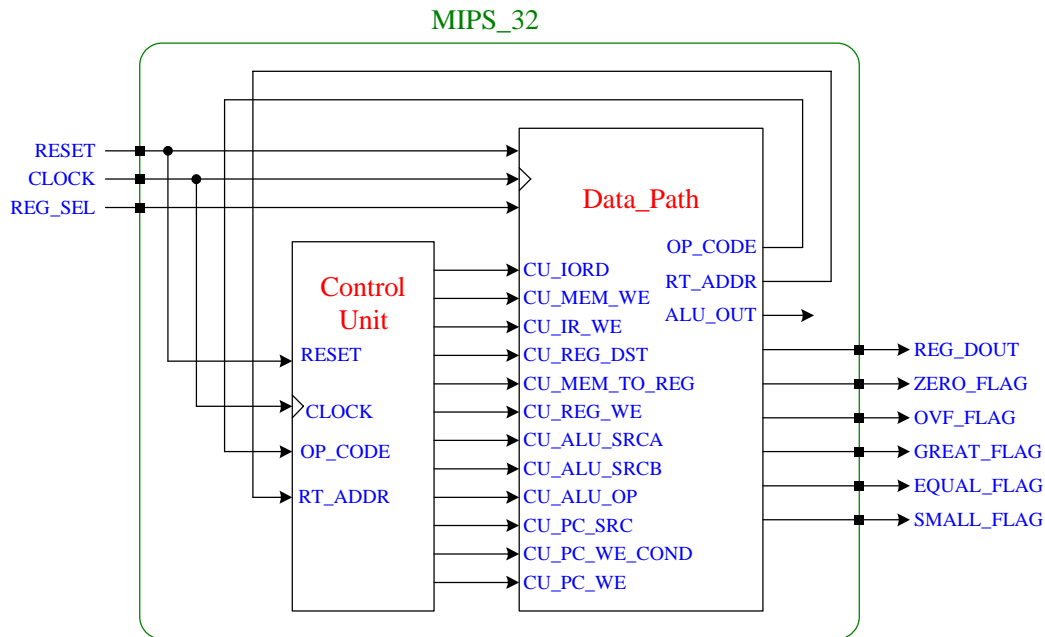 MIPS_32
RESET
CLOCK
REG_SEL
Data_Path
OP_CODE
RT_ADDR
ALU_OUT
CU_IORD
CU_MEM_WE
CU_IR_WE
CU_REG_DST
CU_MEM_TO_REG
CU_REG_WE
CU_ALU_SRCA
CU_ALU_SRCB
CU_ALU_OP
CU_PC_SRC
CU_PC_WE_COND
CU_PC_WE
Control
Unit
RESET
CLOCK
OP_CODE
RT_ADDR
REG_DOUT
ZERO_FLAG
OVF_FLAG
GREAT_FLAG
EQUAL_FLAG
SMALL_FLAG